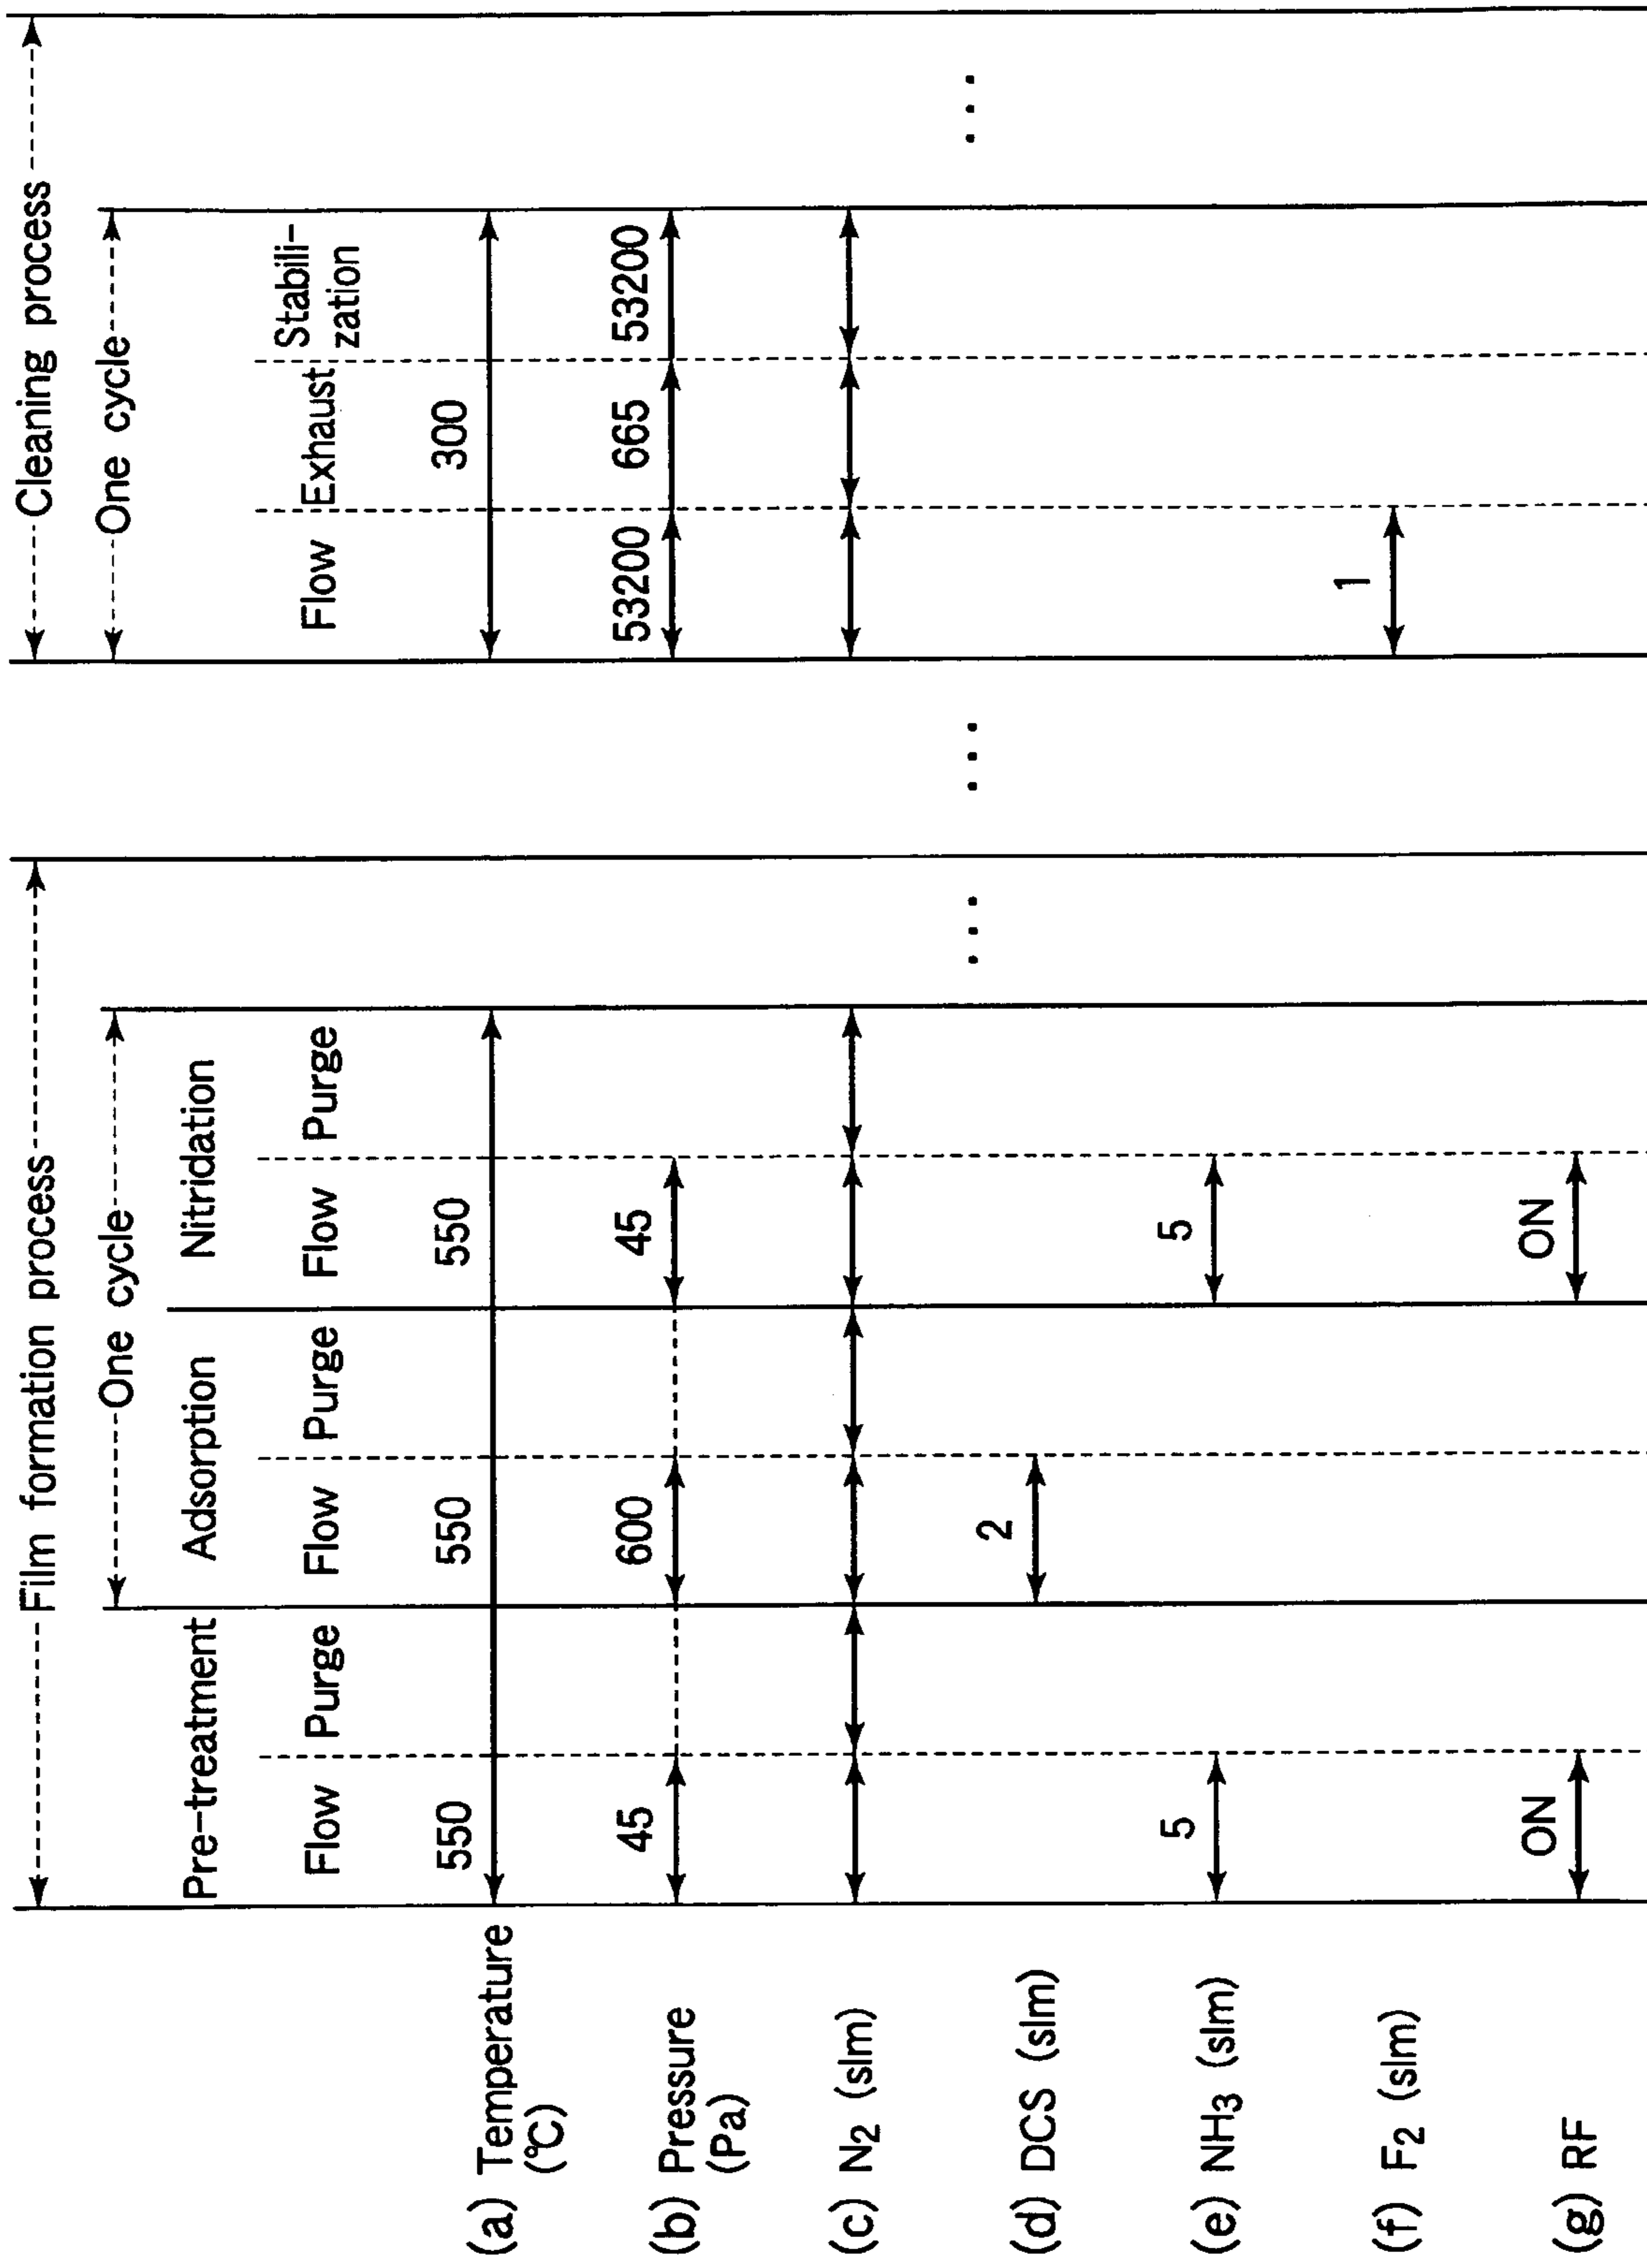 Film formation process
Cleaning process
One cycle
One cycle
Pre-treatment Adsorption Nitridation
Flow Purge Flow Purge Flow Purge
Flow Exhaust Stabili-
zation
(a) Temperature
(°C)
550 550 550 300
(b) Pressure
(Pa)
45 600 45 53200 665 53200
(c) N2 (slm)
... ... ...
(d) DCS (slm)
2
(e) NH3 (slm)
5 5
(f) F2 (slm)
1
(g) RF
ON ON